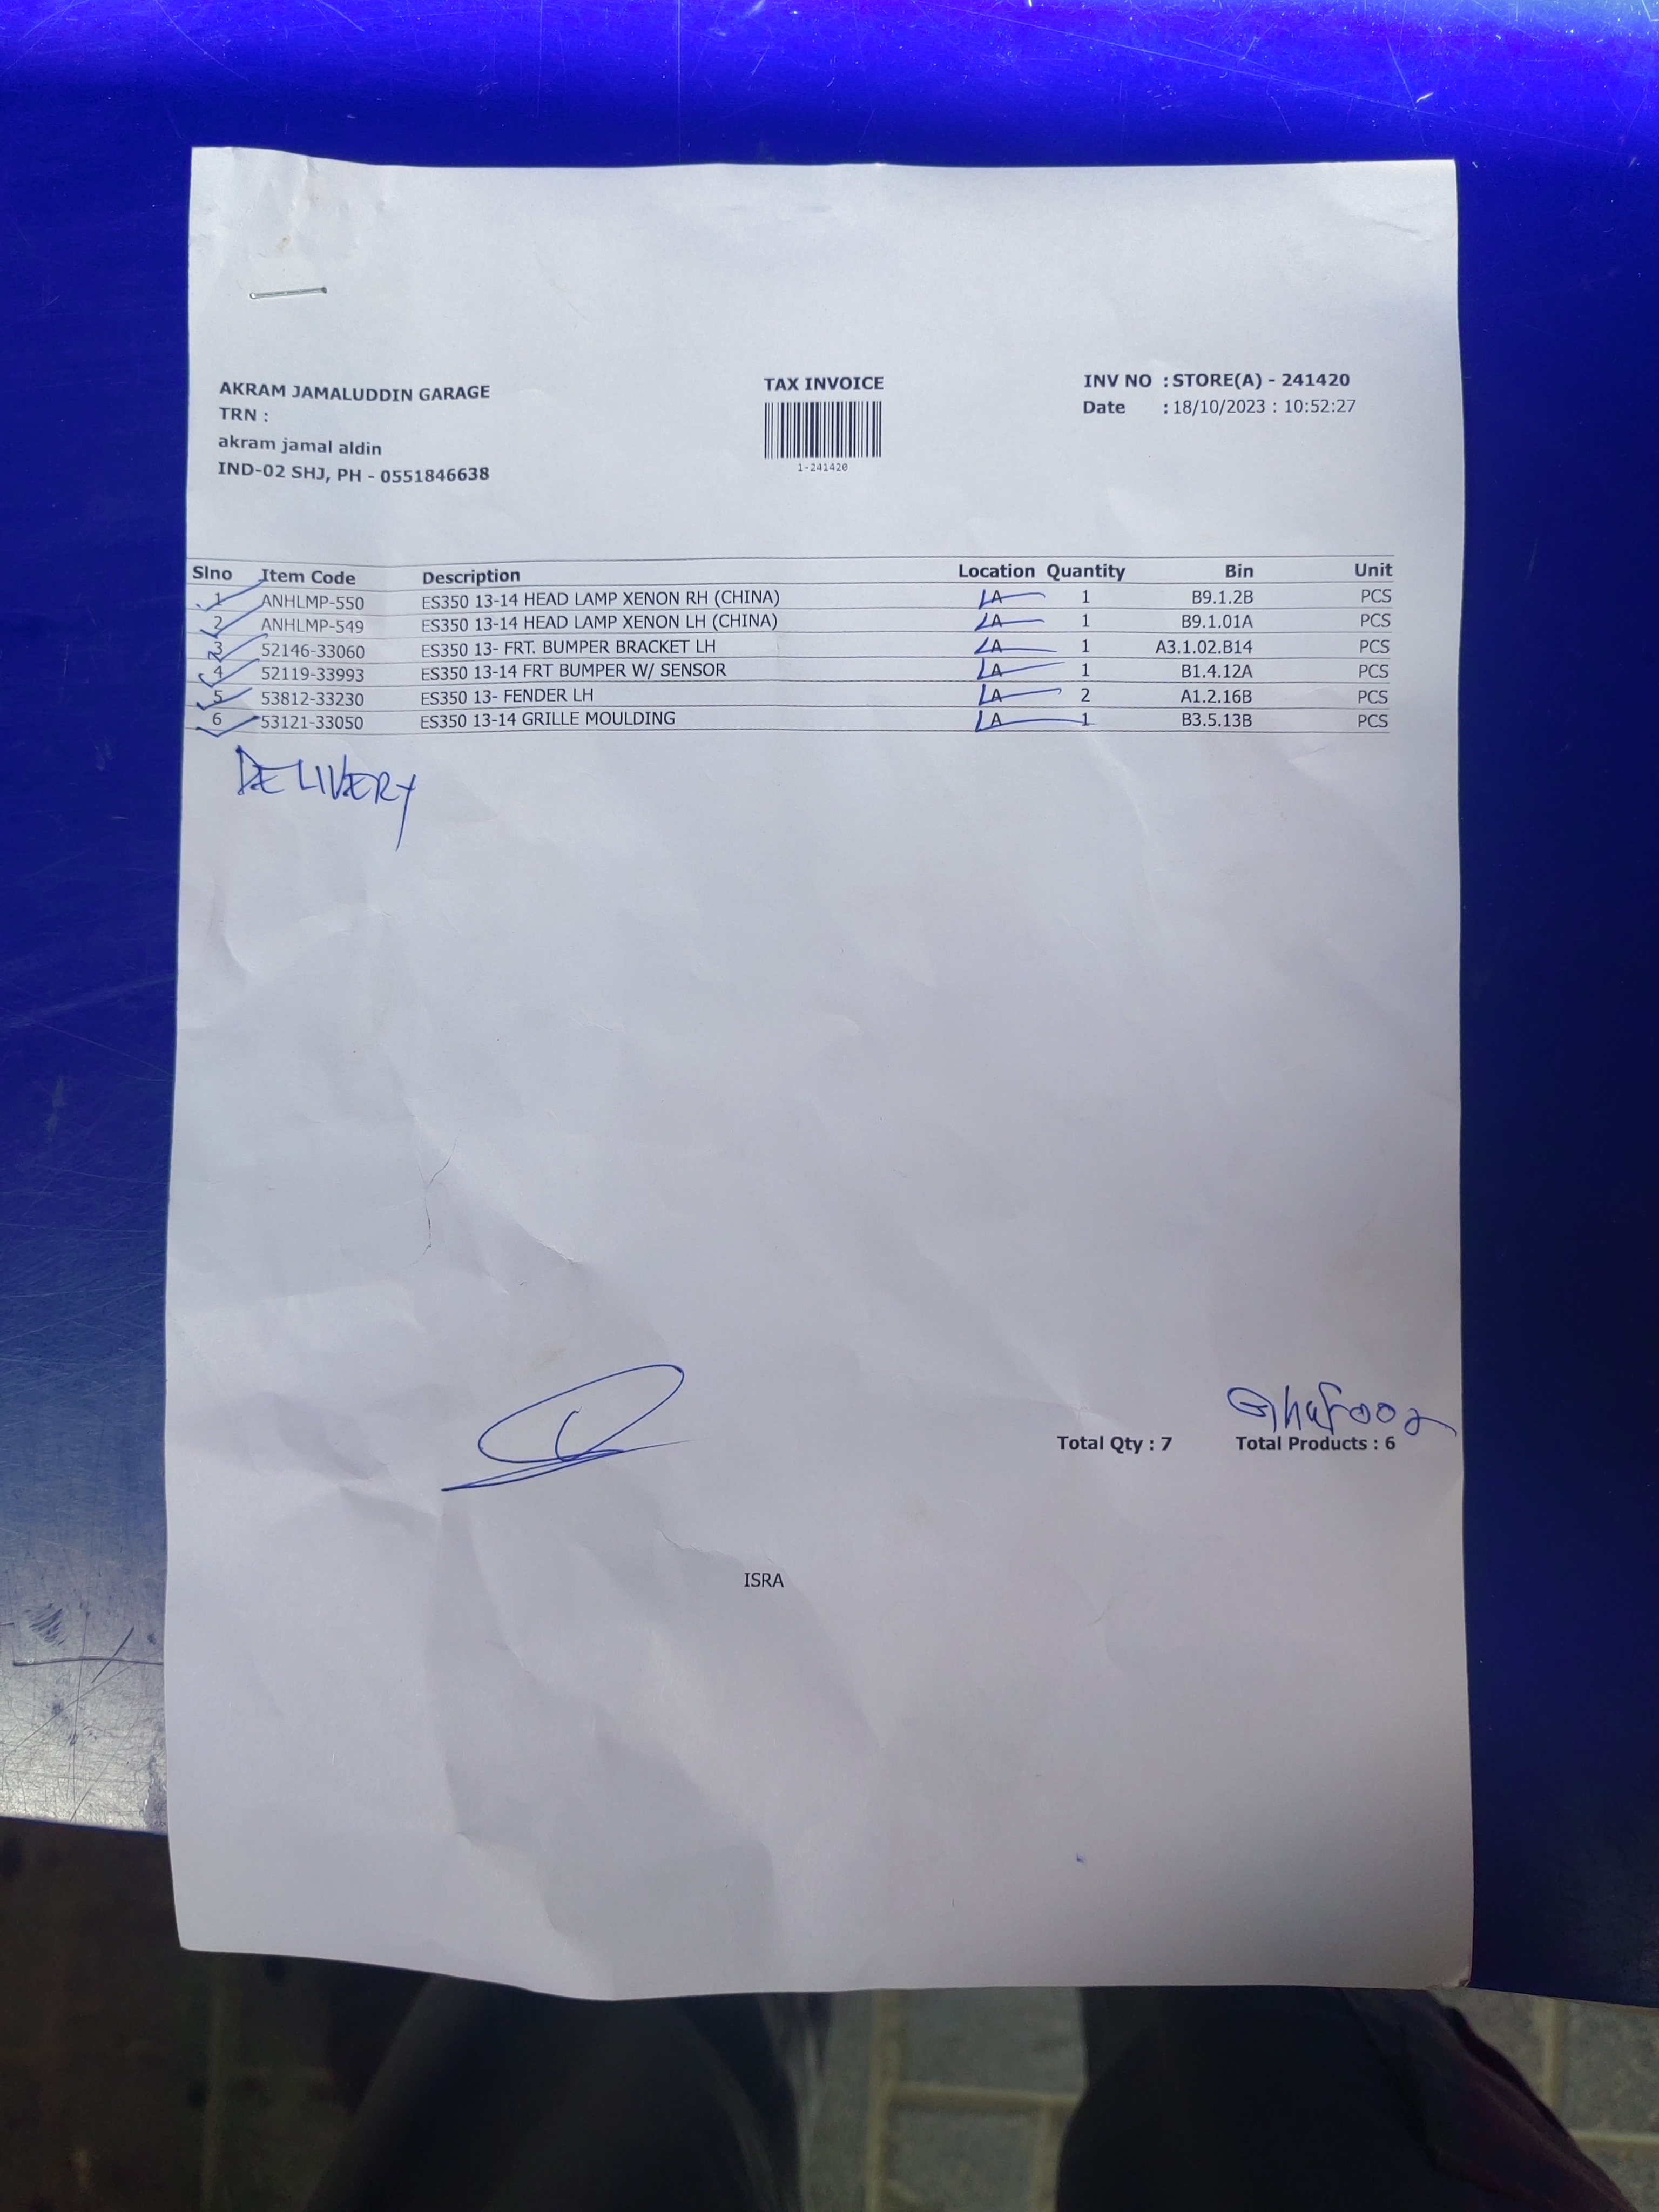 AKRAM JAMALUDDIN GARAGE
TRN :
akram jamal aldin
IND-02 SHJ, PH - 0551846638
TAX INVOICE
1-241420
INV NO : STORE(A) - 241420
Date : 18/10/2023 : 10:52:27
Slno Item Code Description Location Quantity Bin Unit
1 ANHLMP-550 ES350 13-14 HEAD LAMP XENON RH (CHINA) LA 1 B9.1.2B PCS
2 ANHLMP-549 ES350 13-14 HEAD LAMP XENON LH (CHINA) LA 1 B9.1.01A PCS
3 52146-33060 ES350 13- FRT. BUMPER BRACKET LH LA 1 A3.1.02.B14 PCS
4 52119-33993 ES350 13-14 FRT BUMPER W/ SENSOR LA 1 B1.4.12A PCS
5 53812-33230 ES350 13- FENDER LH LA 2 A1.2.16B PCS
6 53121-33050 ES350 13-14 GRILLE MOULDING LA 1 B3.5.13B PCS
DELIVERY
Ghafoor
Total Qty : 7 Total Products : 6
ISRA